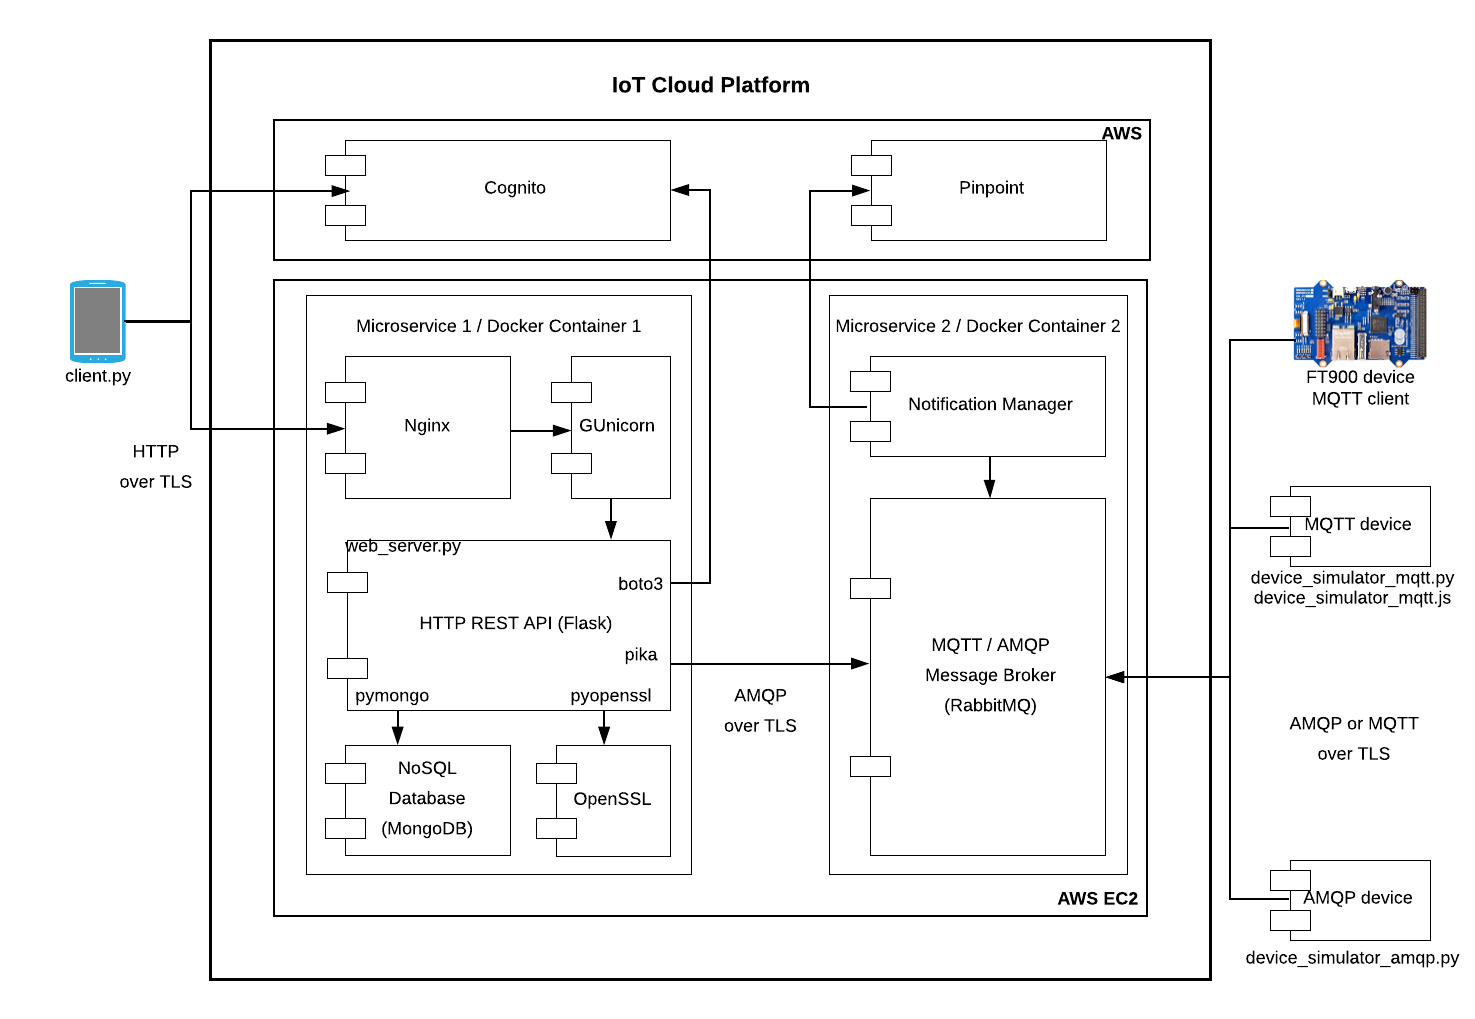 IoT Cloud Platform
AWS
Cognito
Pinpoint
client.py
HTTP
over TLS
Microservice 1 / Docker Container 1
Nginx
GUnicorn
web_server.py
boto3
HTTP REST API (Flask)
pika
pymongo
pyopenssl
NoSQL
Database
(MongoDB)
OpenSSL
AMQP
over TLS
Microservice 2 / Docker Container 2
Notification Manager
MQTT / AMQP
Message Broker
(RabbitMQ)
AWS EC2
FT900 device
MQTT client
MQTT device
device_simulator_mqtt.py
device_simulator_mqtt.js
AMQP or MQTT
over TLS
AMQP device
device_simulator_amqp.py